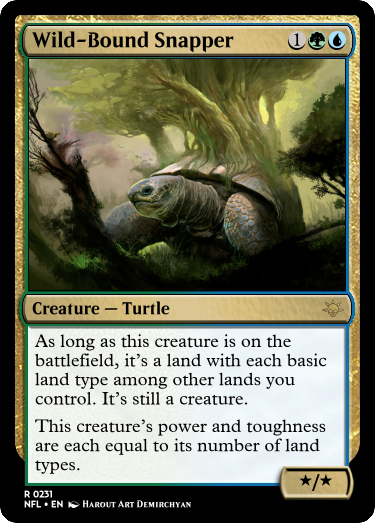 Wild-Bound Snapper 1
Creature — Turtle
As long as this creature is on the
battlefield, it's a land with each basic
land type among other lands you
control. It's still a creature.
This creature's power and toughness
are each equal to its number of land
types.
★/★
R 0231
NFL • EN Harout Art Demirchyan